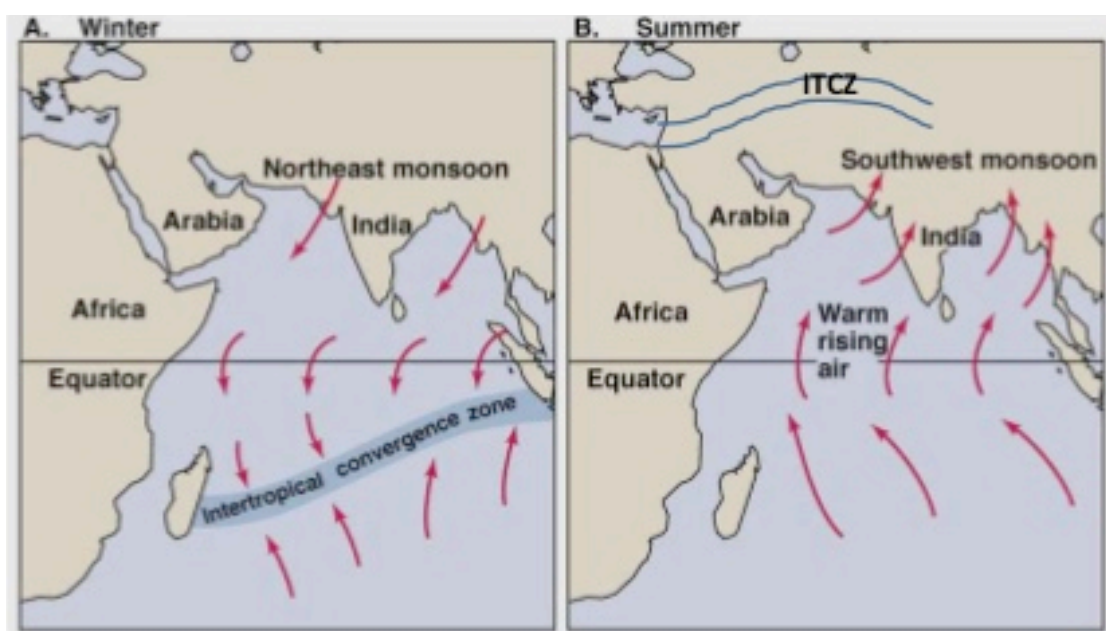 A. Winter
Northeast monsoon
Arabia
India
Africa
Equator
Intertropical convergence zone
B. Summer
ITCZ
Southwest monsoon
Arabia
India
Africa
Warm
rising
air
Equator